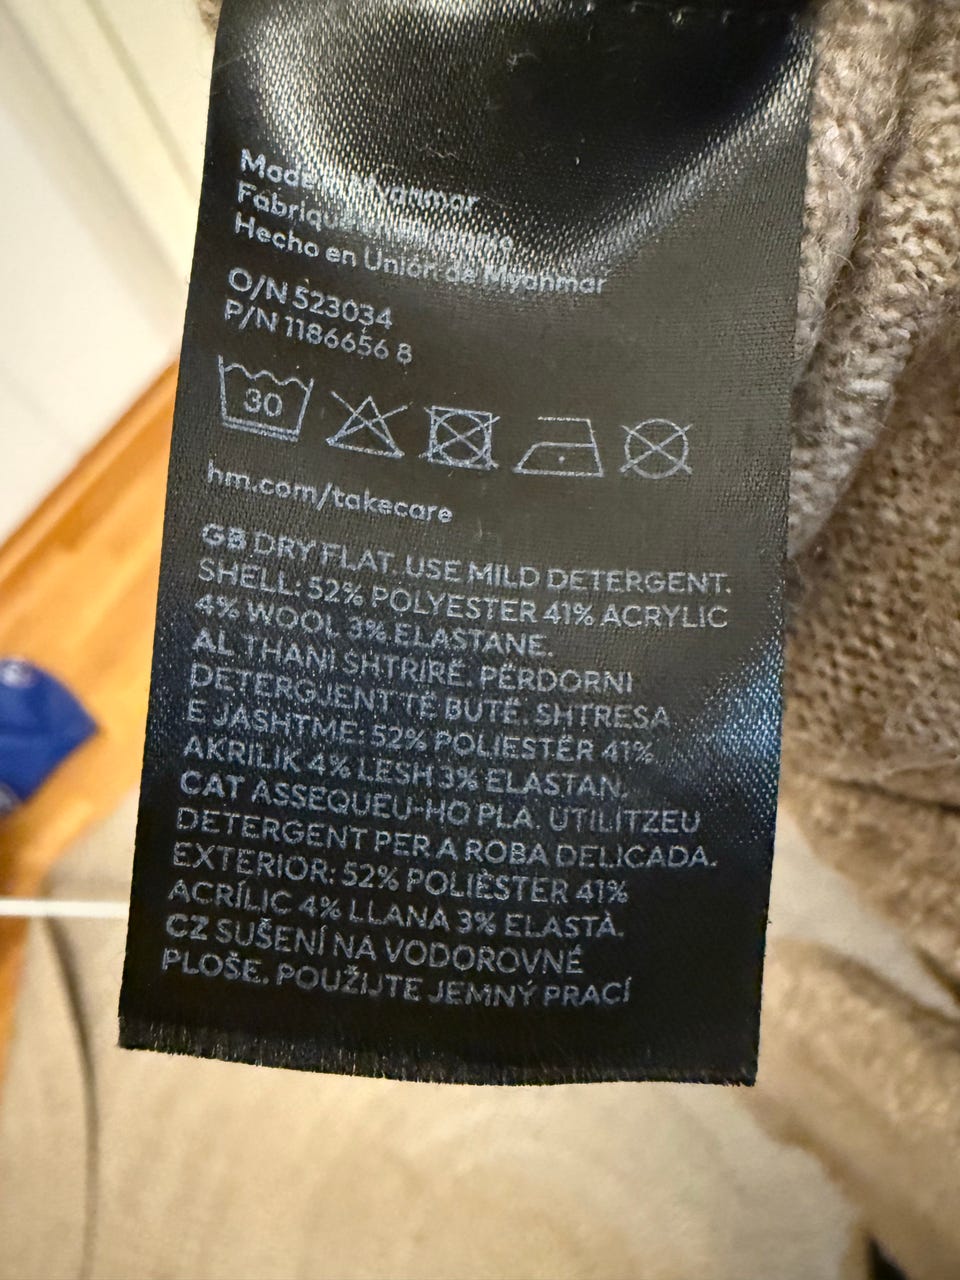 Made in Myanmar
Fabriqué
Hecho en Unión de Myanmar
O/N 523034
P/N 1186656 8
30
hm.com/takecare
GB DRY FLAT. USE MILD DETERGENT.
SHELL: 52% POLYESTER 41% ACRYLIC
4% WOOL 3% ELASTANE.
AL THANI SHTRIRË. PËRDORNI
DETERGJENT TË BUTË. SHTRESA
E JASHTME: 52% POLIESTËR 41%
AKRILIK 4% LESH 3% ELASTAN.
CAT ASSEQUEU-HO PLA. UTILITZEU
DETERGENT PER A ROBA DELICADA.
EXTERIOR: 52% POLIÈSTER 41%
ACRÍLIC 4% LLANA 3% ELASTÀ.
CZ SUŠENÍ NA VODOROVNÉ
PLOŠE. POUŽIJTE JEMNÝ PRACÍ